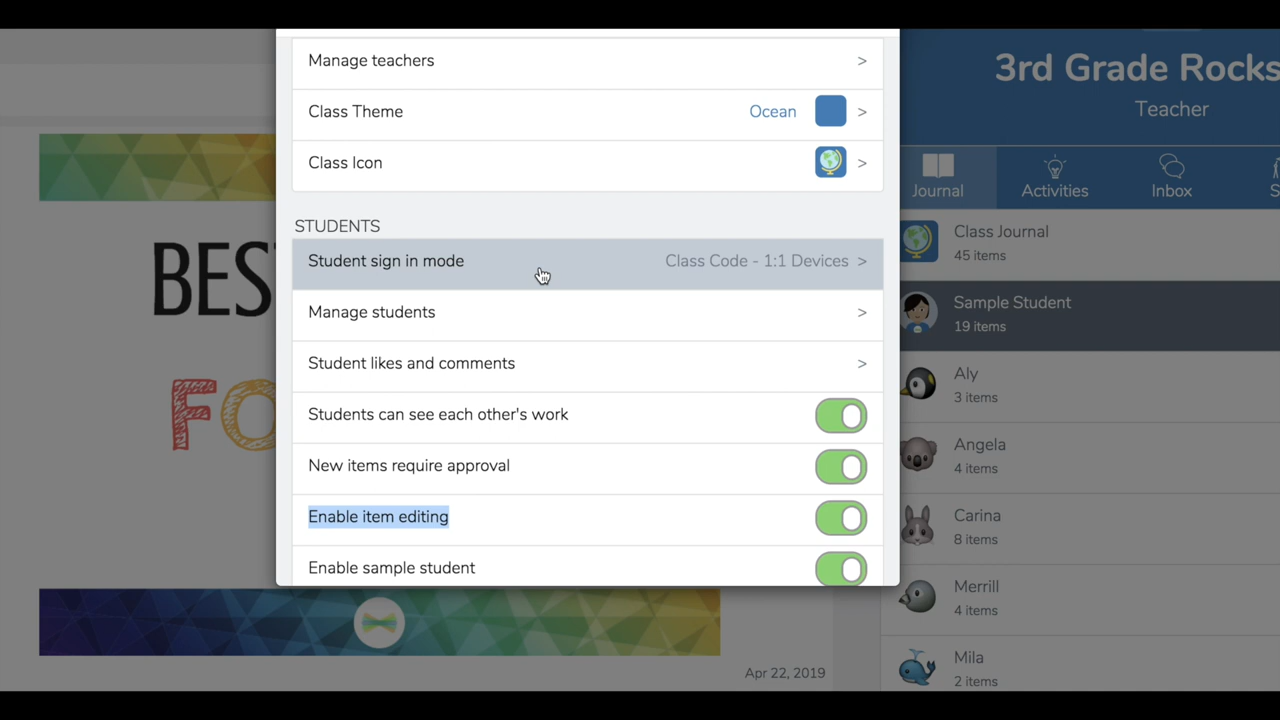 Manage teachers >
Class Theme Ocean >
Class Icon >
STUDENTS
Student sign in mode Class Code - 1:1 Devices >
Manage students >
Student likes and comments >
Students can see each other's work
New items require approval
Enable item editing
Enable sample student
BES
FO
Apr 22, 2019
3rd Grade Rocks
Teacher
Journal Activities Inbox S
Class Journal
45 items
Sample Student
19 items
Aly
3 items
Angela
4 items
Carina
8 items
Merrill
4 items
Mila
2 items